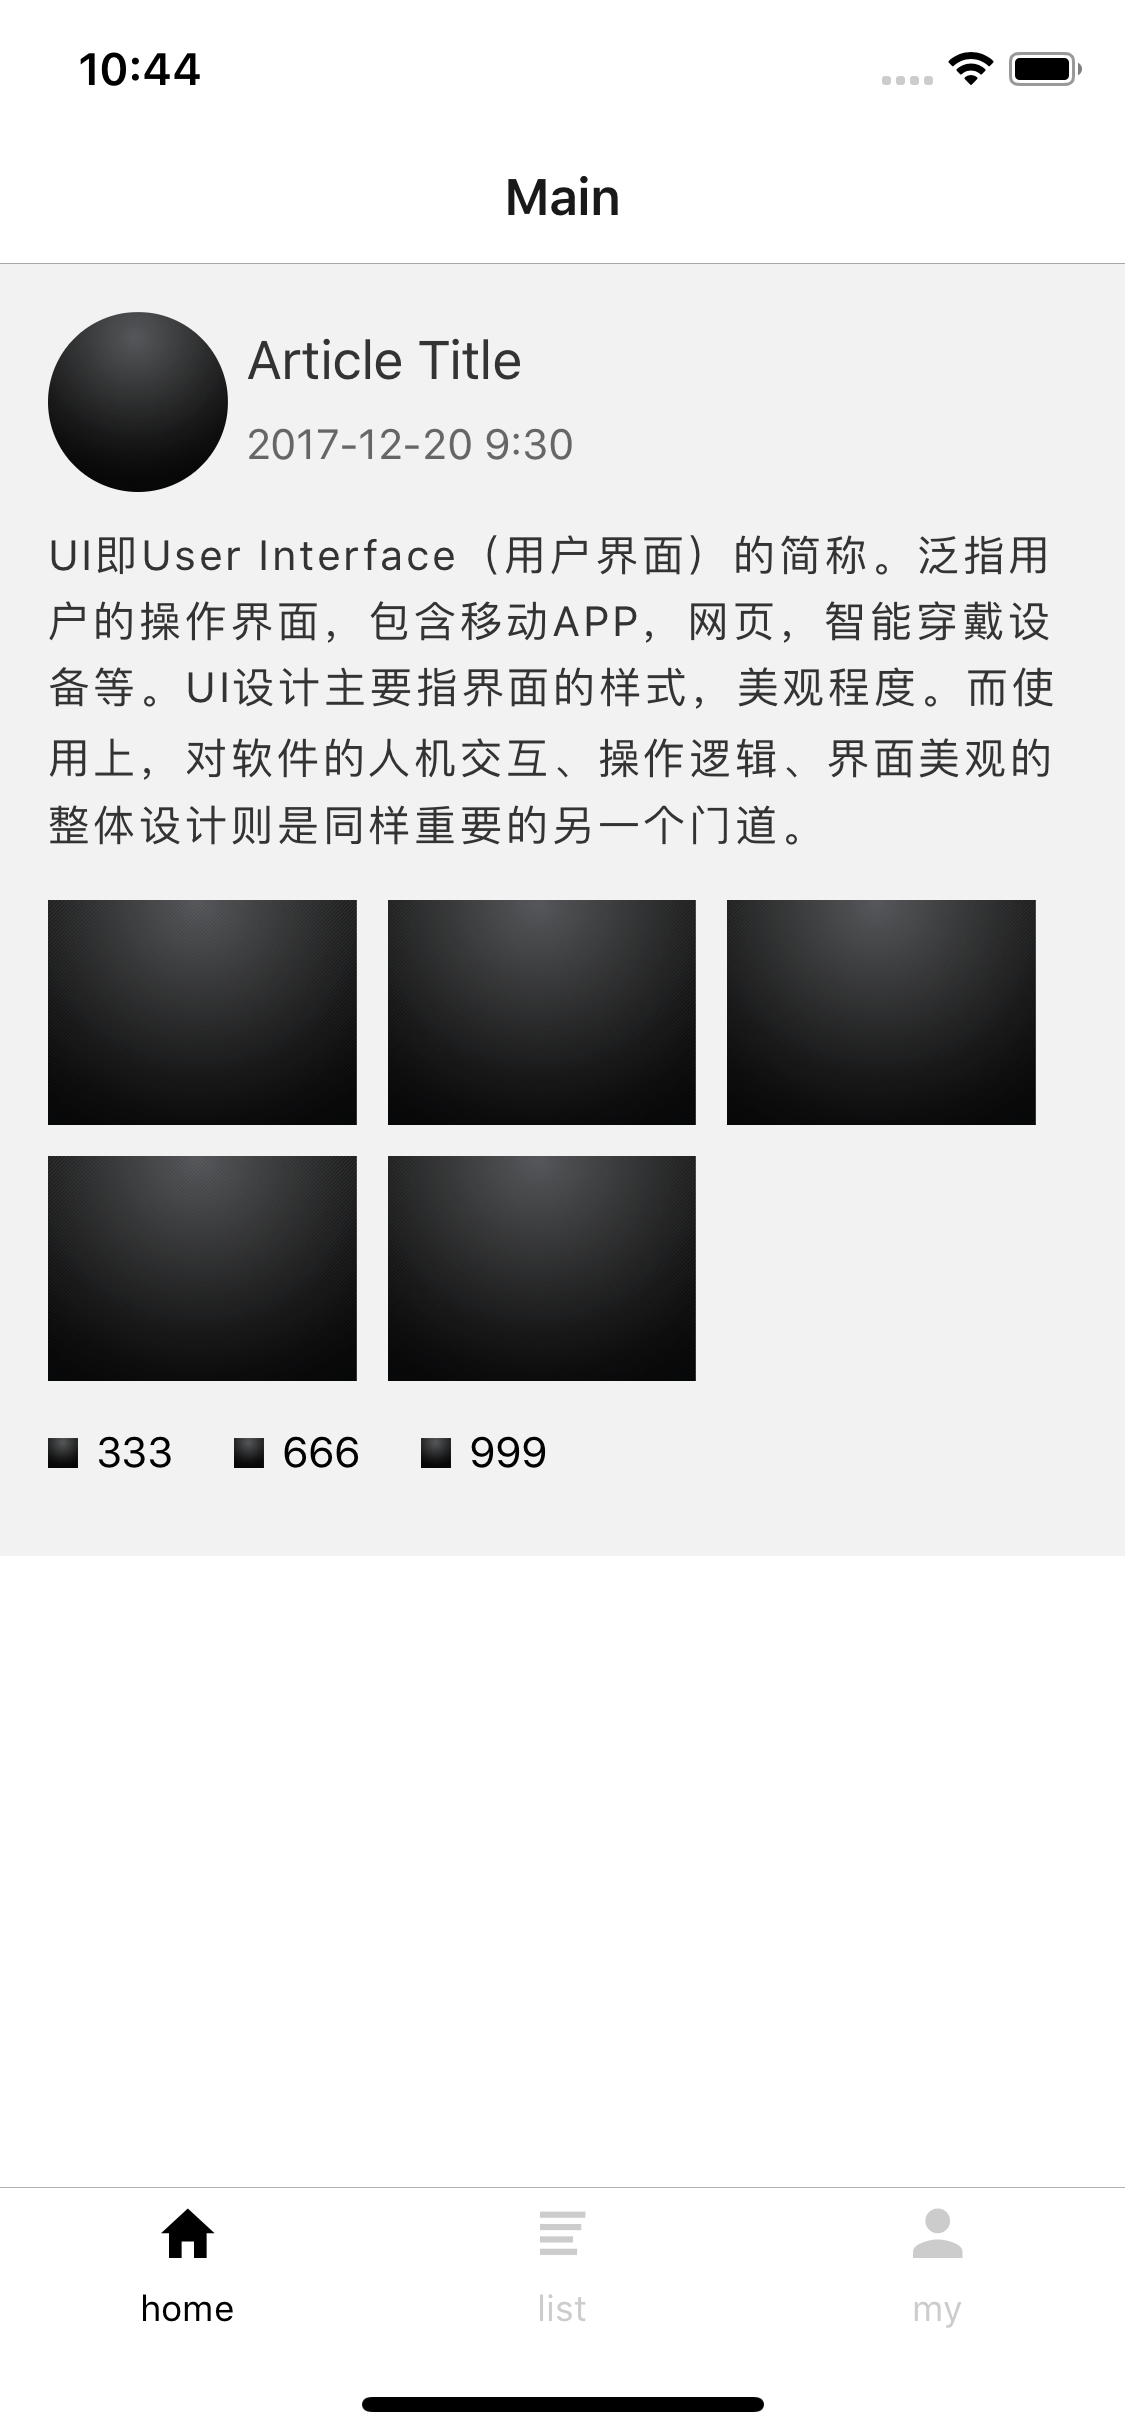 10:44
Main
Article Title
2017-12-20 9:30
UI即User Interface（用户界面）的简称。泛指用
户的操作界面，包含移动APP，网页，智能穿戴设
备等。UI设计主要指界面的样式，美观程度。而使
用上，对软件的人机交互、操作逻辑、界面美观的
整体设计则是同样重要的另一个门道。
333 666 999
home list my